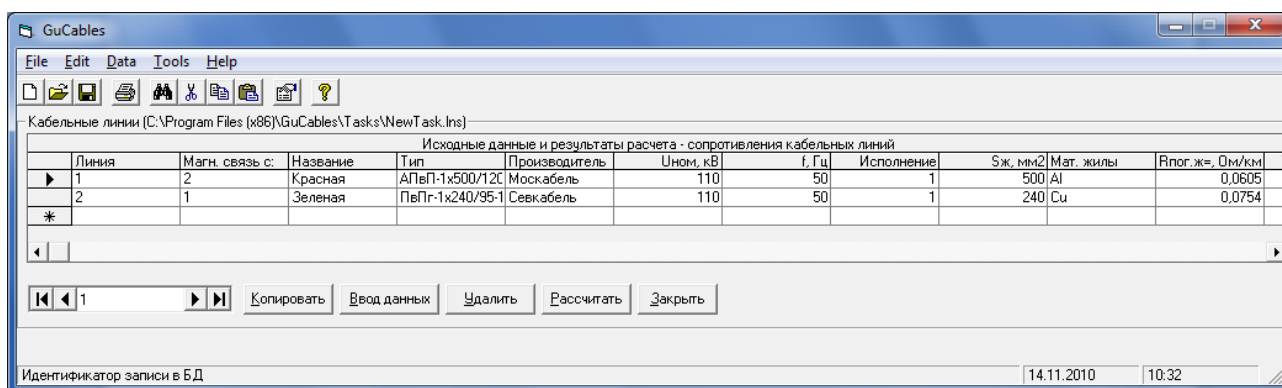 GuCables
File Edit Data Tools Help
Кабельные линии (C:\Program Files (x86)\GuCables\Tasks\NewTask.lns)
Исходные данные и результаты расчета - сопротивления кабельных линий
Линия Магн. связь с: Название Тип Производитель Uном, кВ f, Гц Исполнение Sж, мм2 Мат. жилы Rпог.ж=, Ом/км
1 2 Красная АПвП-1х500/120 Москабель 110 50 1 500 Al 0,0605
2 1 Зеленая ПвПг-1х240/95-1 Севкабель 110 50 1 240 Cu 0,0754
1 Копировать Ввод данных Удалить Рассчитать Закрыть
Идентификатор записи в БД 14.11.2010 10:32